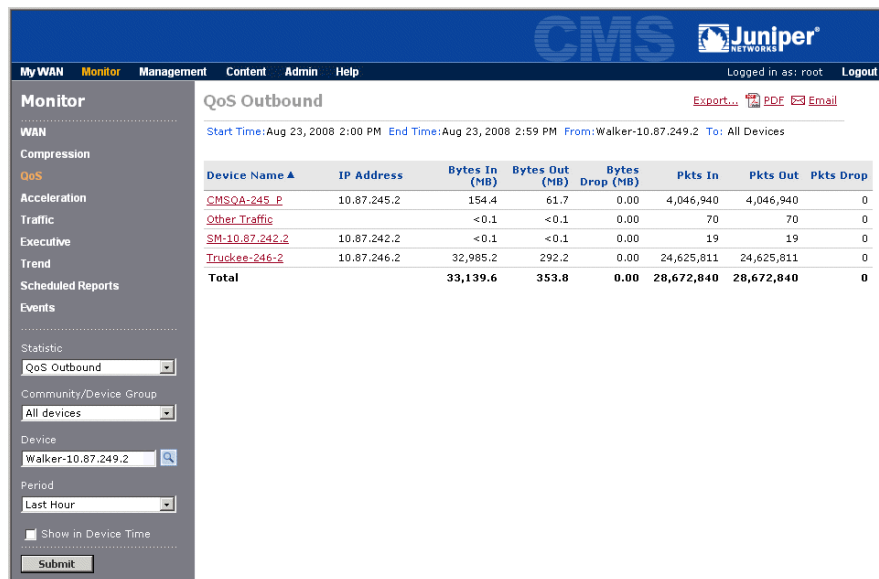 CMS
Juniper
NETWORKS
My WAN Monitor Management Content Admin Help Logged in as: root Logout
Monitor
WAN
Compression
QoS
Acceleration
Traffic
Executive
Trend
Scheduled Reports
Events
Statistic
QoS Outbound
Community/Device Group
All devices
Device
Walker-10.87.249.2
Period
Last Hour
Show in Device Time
Submit
QoS Outbound Export... PDF Email
Start Time: Aug 23, 2008 2:00 PM End Time: Aug 23, 2008 2:59 PM From: Walker-10.87.249.2 To: All Devices
Device Name IP Address Bytes In (MB) Bytes Out (MB) Bytes Drop (MB) Pkts In Pkts Out Pkts Drop
CMSQA-245_P 10.87.245.2 154.4 61.7 0.00 4,046,940 4,046,940 0
Other Traffic <0.1 <0.1 0.00 70 70 0
SM-10.87.242.2 10.87.242.2 <0.1 <0.1 0.00 19 19 0
Truckee-246-2 10.87.246.2 32,985.2 292.2 0.00 24,625,811 24,625,811 0
Total 33,139.6 353.8 0.00 28,672,840 28,672,840 0